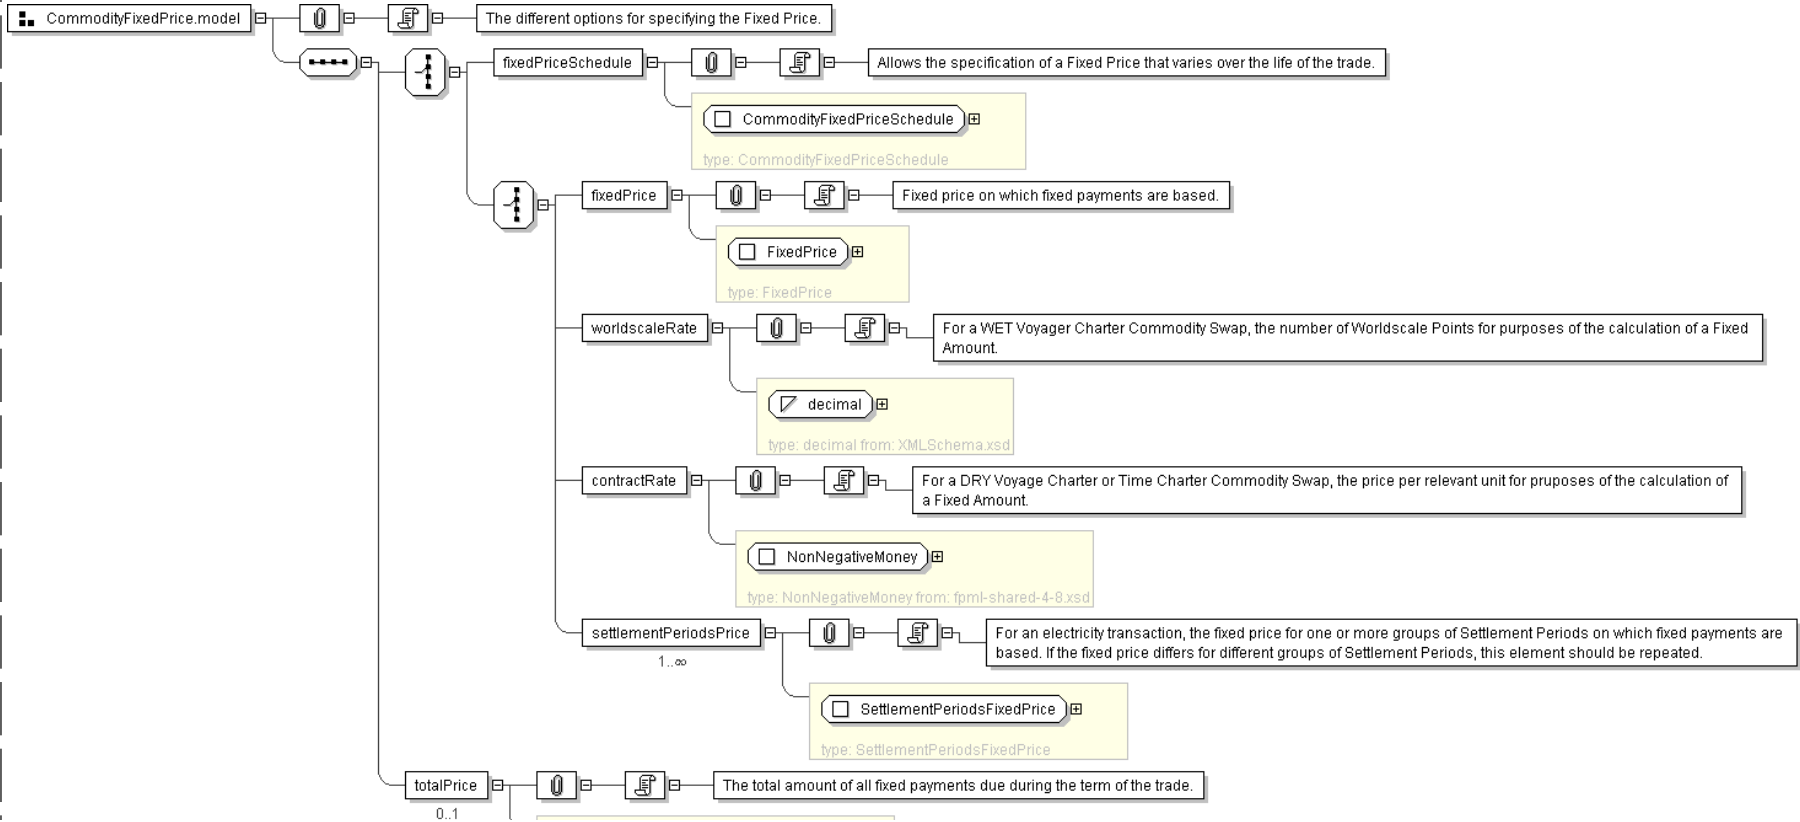 CommodityFixedPrice.model
The different options for specifying the Fixed Price.
fixedPriceSchedule
Allows the specification of a Fixed Price that varies over the life of the trade.
CommodityFixedPriceSchedule
type: CommodityFixedPriceSchedule
fixedPrice
Fixed price on which fixed payments are based.
FixedPrice
type: FixedPrice
worldscaleRate
For a WET Voyager Charter Commodity Swap, the number of Worldscale Points for purposes of the calculation of a Fixed
Amount.
decimal
type: decimal from: XMLSchema.xsd
contractRate
For a DRY Voyage Charter or Time Charter Commodity Swap, the price per relevant unit for pruposes of the calculation of
a Fixed Amount.
NonNegativeMoney
type: NonNegativeMoney from: fpml-shared-4-8.xsd
settlementPeriodsPrice
1..∞
For an electricity transaction, the fixed price for one or more groups of Settlement Periods on which fixed payments are
based. If the fixed price differs for different groups of Settlement Periods, this element should be repeated.
SettlementPeriodsFixedPrice
type: SettlementPeriodsFixedPrice
totalPrice
0..1
The total amount of all fixed payments due during the term of the trade.